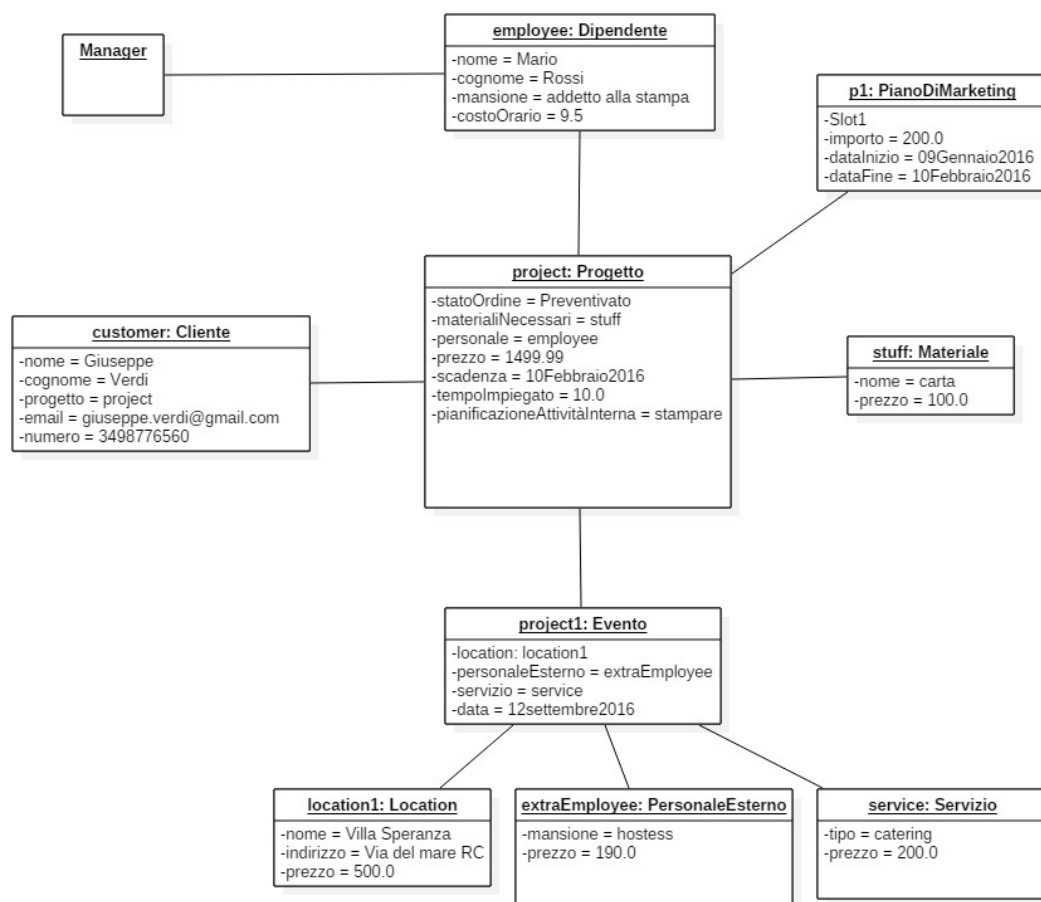 Manager
employee: Dipendente
-nome = Mario
-cognome = Rossi
-mansione = addetto alla stampa
-costoOrario = 9.5
p1: PianoDiMarketing
-Slot1
-importo = 200.0
-dataInizio = 09Gennaio2016
-dataFine = 10Febbraio2016
project: Progetto
-statoOrdine = Preventivato
-materialiNecessari = stuff
-personale = employee
-prezzo = 1499.99
-scadenza = 10Febbraio2016
-tempoImpiegato = 10.0
-pianificazioneAttivitàInterna = stampare
customer: Cliente
-nome = Giuseppe
-cognome = Verdi
-progetto = project
-email = giuseppe.verdi@gmail.com
-numero = 3498776560
stuff: Materiale
-nome = carta
-prezzo = 100.0
project1: Evento
-location: location1
-personaleEsterno = extraEmployee
-servizio = service
-data = 12settembre2016
location1: Location
-nome = Villa Speranza
-indirizzo = Via del mare RC
-prezzo = 500.0
extraEmployee: PersonaleEsterno
-mansione = hostess
-prezzo = 190.0
service: Servizio
-tipo = catering
-prezzo = 200.0